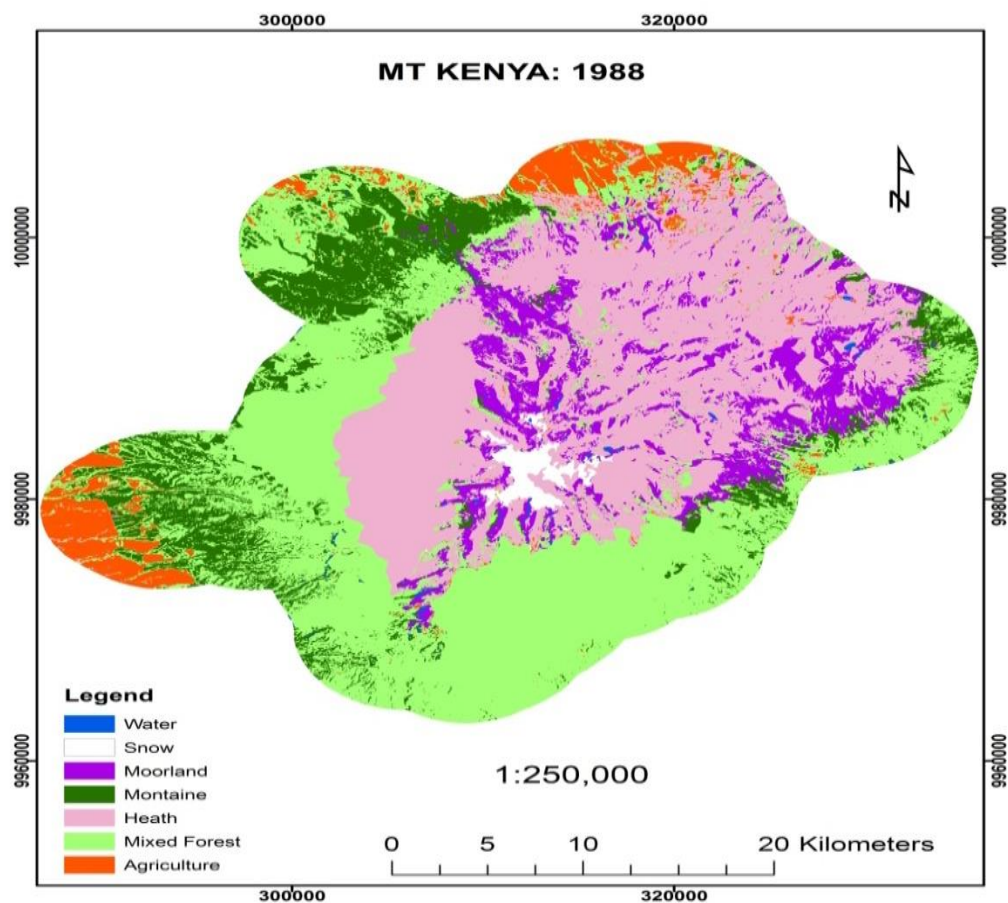 300000 320000
MT KENYA: 1988
N
10000000 10000000
9980000 9980000
9960000 9960000
Legend
Water
Snow
Moorland
Montaine
Heath
Mixed Forest
Agriculture
1:250,000
0 5 10 20 Kilometers
300000 320000